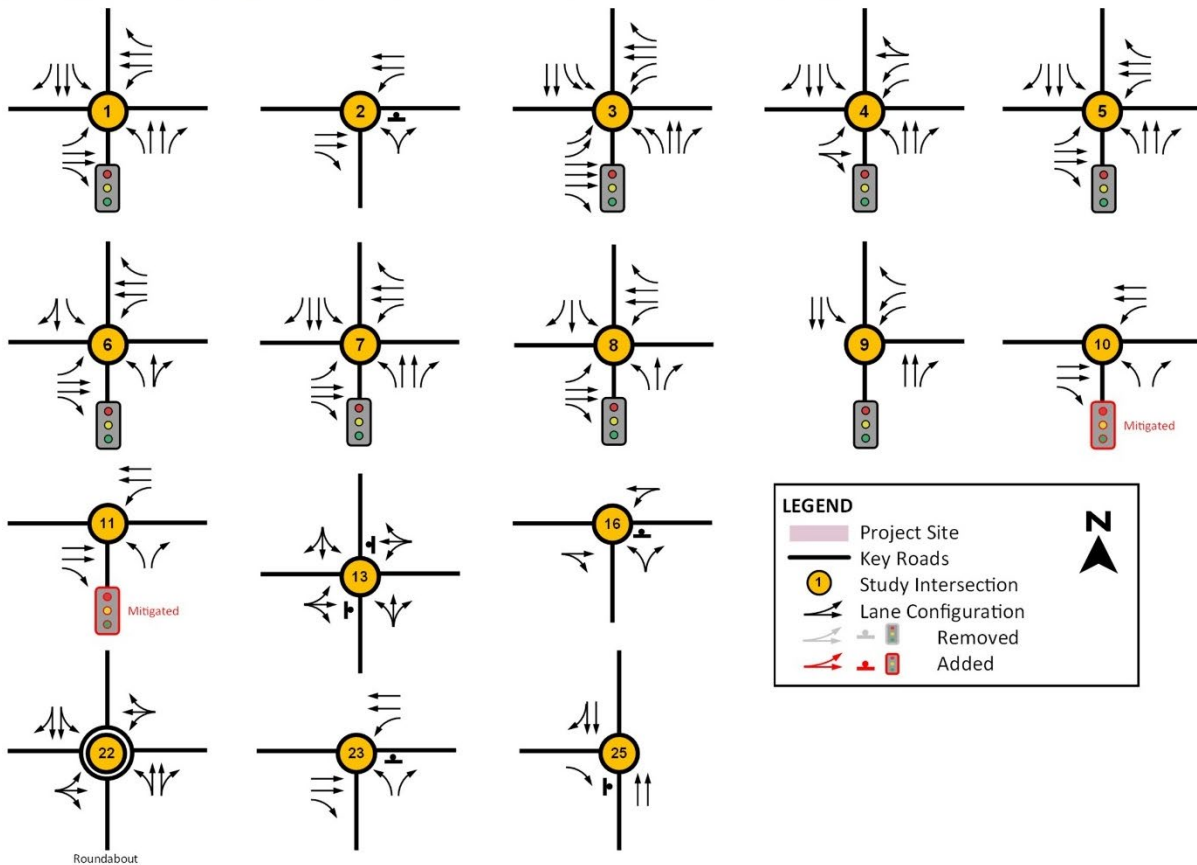 1
2
3
4
5
6
7
8
9
10
Mitigated
11
Mitigated
13
16
LEGEND
Project Site
Key Roads
1
Study Intersection
Lane Configuration
Removed
Added
N
22
Roundabout
23
25